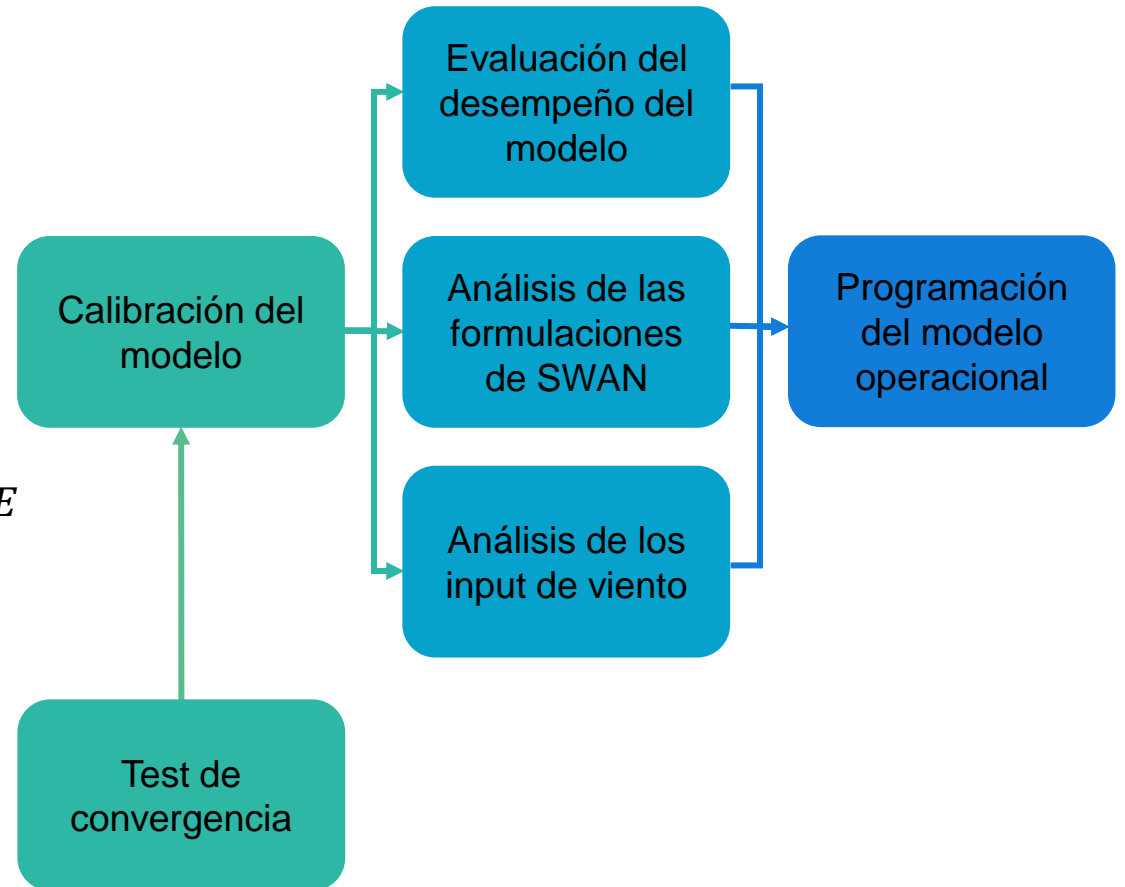 Evaluación del
desempeño del
modelo
Calibración del
modelo
Análisis de las
formulaciones
de SWAN
Programación
del modelo
operacional
E
Análisis de los
input de viento
Test de
convergencia